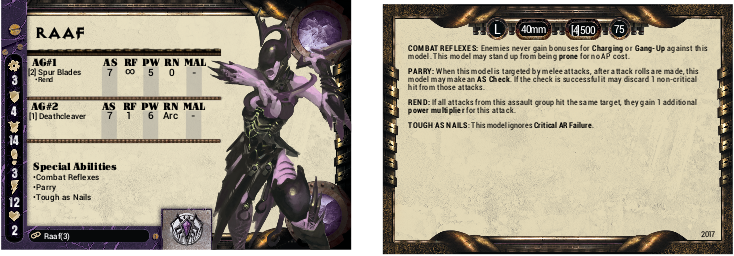 RAAF
AG#1 AS RF PW RN MAL
[2] Spur Blades 7 ∞ 5 0 -
•Rend
AG#2 AS RF PW RN MAL
[1] Deathcleaver 7 1 6 Arc -
3
4
14
3
12
2
Special Abilities
•Combat Reflexes
•Parry
•Tough as Nails
Raaf(3)
L 40mm [4]500 75
COMBAT REFLEXES: Enemies never gain bonuses for Charging or Gang-Up against this
model. This model may stand up from being prone for no AP cost.
PARRY: When this model is targeted by melee attacks, after attack rolls are made, this
model may make an AS Check. If the check is successful it may discard 1 non-critical
hit from those attacks.
REND: If all attacks from this assault group hit the same target, they gain 1 additional
power multiplier for this attack.
TOUGH AS NAILS: This model ignores Critical AR Failure.
2017